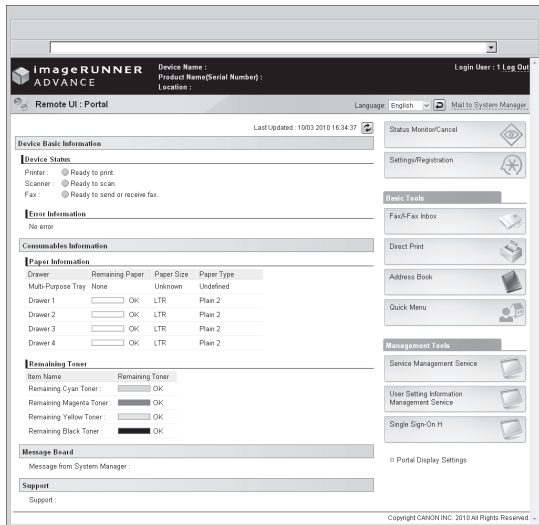 imageRUNNER
ADVANCE
Device Name :
Product Name(Serial Number) :
Location :
Login User : 1 Log Out
Remote UI : Portal
Language: English
Mail to System Manager
Last Updated : 10/03 2010 16:34:37
Device Basic Information
Device Status
Printer : Ready to print.
Scanner : Ready to scan.
Fax : Ready to send or receive fax.
Error Information
No error
Consumables Information
Paper Information
Drawer Remaining Paper Paper Size Paper Type
Multi-Purpose Tray None Unknown Undefined
Drawer 1 OK LTR Plain 2
Drawer 2 OK LTR Plain 2
Drawer 3 OK LTR Plain 2
Drawer 4 OK LTR Plain 2
Remaining Toner
Item Name Remaining Toner
Remaining Cyan Toner : OK
Remaining Magenta Toner : OK
Remaining Yellow Toner : OK
Remaining Black Toner : OK
Message Board
Message from System Manager :
Support
Support :
Status Monitor/Cancel
Settings/Registration
Basic Tools
Fax/I-Fax Inbox
Direct Print
Address Book
Quick Menu
Management Tools
Service Management Service
User Setting Information
Management Service
Single Sign-On H
Portal Display Settings
Copyright CANON INC. 2010 All Rights Reserved.